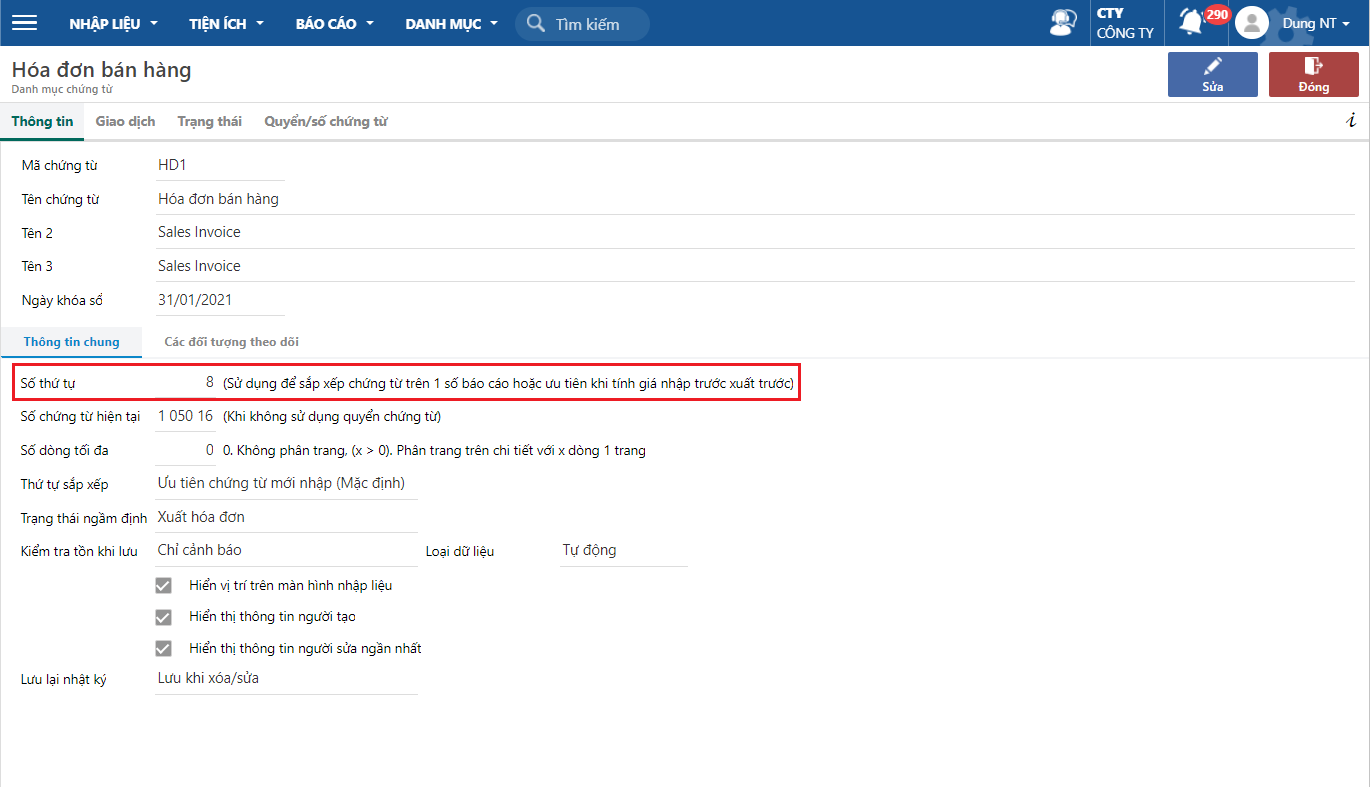 NHẬP LIỆU TIỆN ÍCH BÁO CÁO DANH MỤC Tìm kiếm CTY CÔNG TY 290 Dung NT
Hóa đơn bán hàng
Danh mục chứng từ
Sửa Đóng
Thông tin Giao dịch Trạng thái Quyển/số chứng từ i
Mã chứng từ HD1
Tên chứng từ Hóa đơn bán hàng
Tên 2 Sales Invoice
Tên 3 Sales Invoice
Ngày khóa sổ 31/01/2021
Thông tin chung Các đối tượng theo dõi
Số thứ tự 8 (Sử dụng để sắp xếp chứng từ trên 1 số báo cáo hoặc ưu tiên khi tính giá nhập trước xuất trước)
Số chứng từ hiện tại 1 050 16 (Khi không sử dụng quyển chứng từ)
Số dòng tối đa 0 0. Không phân trang, (x > 0). Phân trang trên chi tiết với x dòng 1 trang
Thứ tự sắp xếp Ưu tiên chứng từ mới nhập (Mặc định)
Trạng thái ngầm định Xuất hóa đơn
Kiểm tra tồn khi lưu Chỉ cảnh báo Loại dữ liệu Tự động
Hiển vị trí trên màn hình nhập liệu
Hiển thị thông tin người tạo
Hiển thị thông tin người sửa ngần nhất
Lưu lại nhật ký Lưu khi xóa/sửa